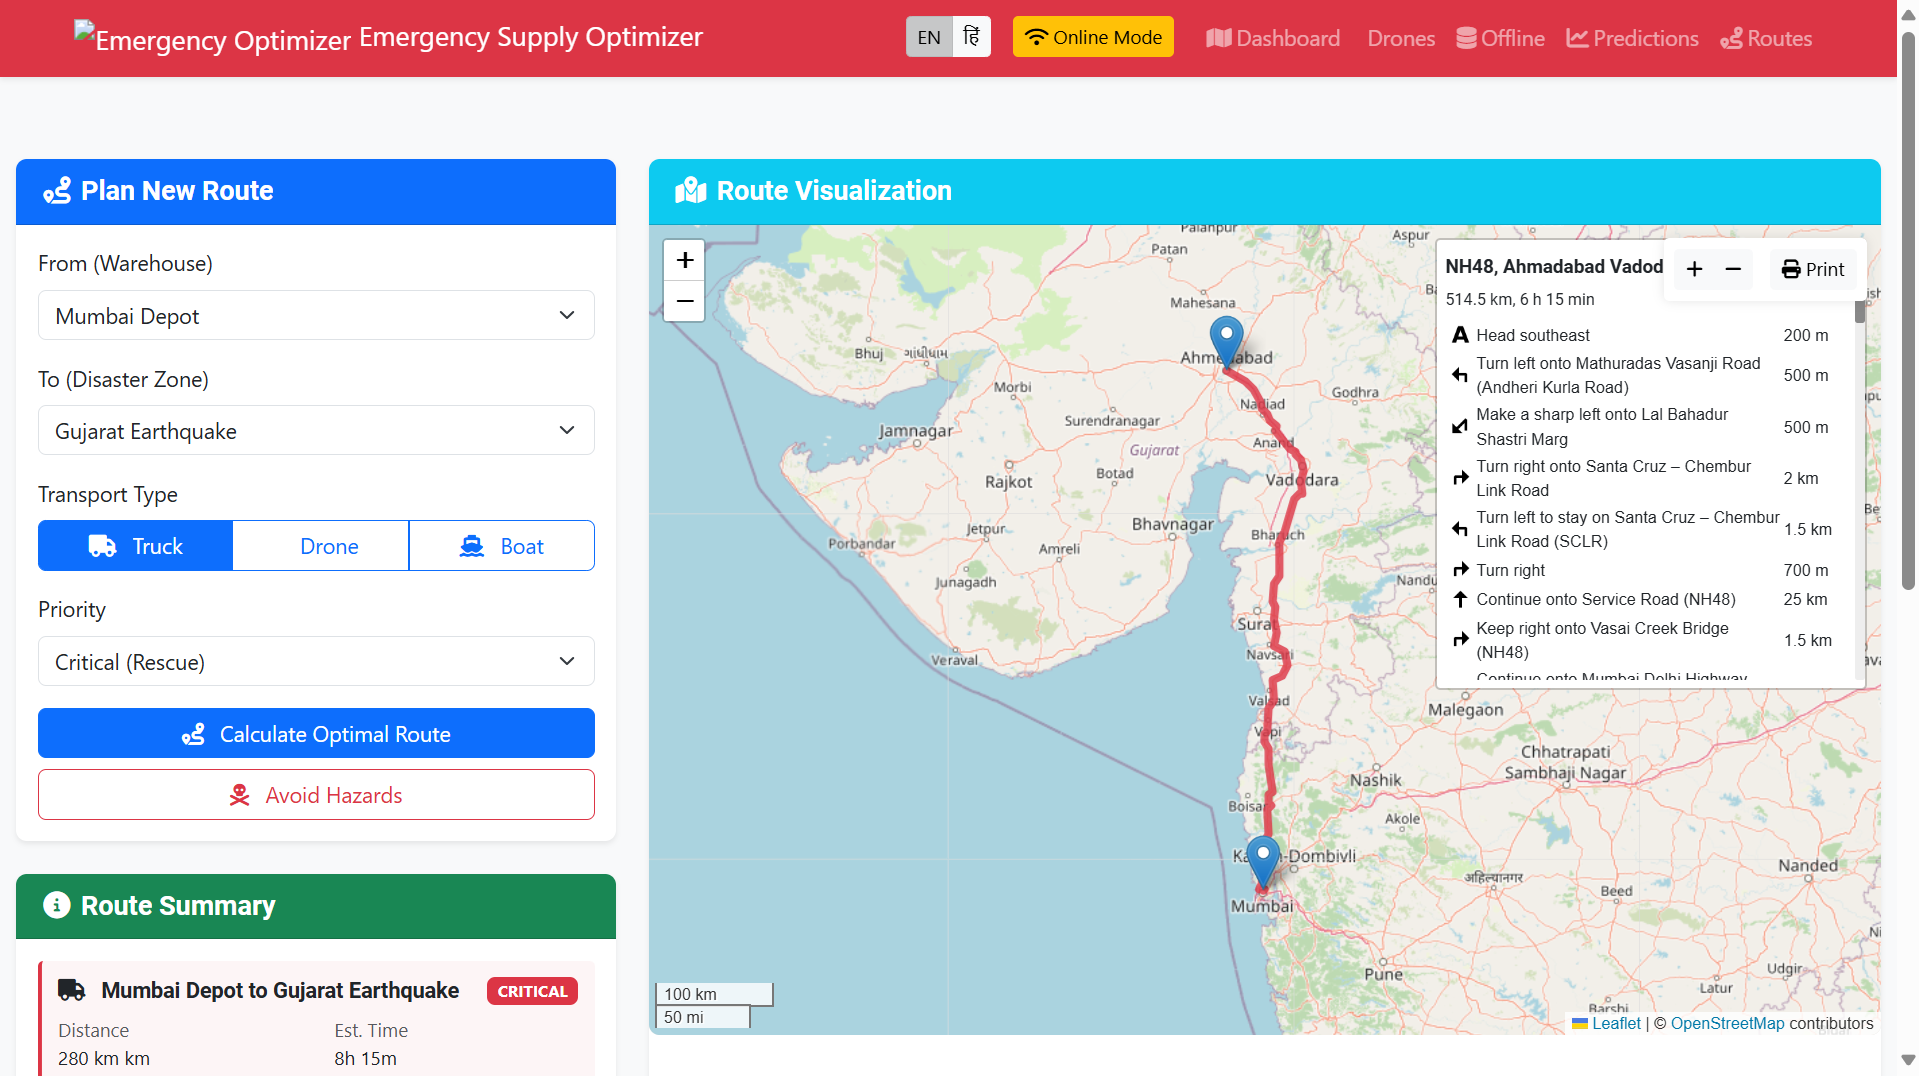 Emergency Optimizer Emergency Supply Optimizer
EN हिं
Online Mode
Dashboard Drones Offline Predictions Routes
Plan New Route
From (Warehouse)
Mumbai Depot
To (Disaster Zone)
Gujarat Earthquake
Transport Type
Truck Drone Boat
Priority
Critical (Rescue)
Calculate Optimal Route
Avoid Hazards
Route Summary
Mumbai Depot to Gujarat Earthquake CRITICAL
Distance Est. Time
280 km km 8h 15m
Route Visualization
+
−
Palanpur
Patan
Aspur
Mahesana
Bhuj
ગાંધીધામ
Ahmedabad
Morbi
Godhra
Nadiad
Surendranagar
Jamnagar
Anand
Gujarat
Rajkot
Botad
Vadodara
Jetpur
Bhavnagar
Bharuch
Porbandar
Amreli
Junagadh
Surat
Veraval
Navsari
Valsad
Vapi
Malegaon
Nashik
Chhatrapati
Sambhaji Nagar
Boisar
Akole
Dombivli
Nanded
अहिल्यानगर
Beed
Mumbai
Pune
Udgir
Latur
Barshi
NH48, Ahmadabad Vadod
+ − Print
514.5 km, 6 h 15 min
Head southeast 200 m
Turn left onto Mathuradas Vasanji Road
(Andheri Kurla Road) 500 m
Make a sharp left onto Lal Bahadur
Shastri Marg 500 m
Turn right onto Santa Cruz – Chembur
Link Road 2 km
Turn left to stay on Santa Cruz – Chembur
Link Road (SCLR) 1.5 km
Turn right 700 m
Continue onto Service Road (NH48) 25 km
Keep right onto Vasai Creek Bridge
(NH48) 1.5 km
Continue onto Mumbai Delhi Highway
100 km
50 mi
Leaflet | © OpenStreetMap contributors